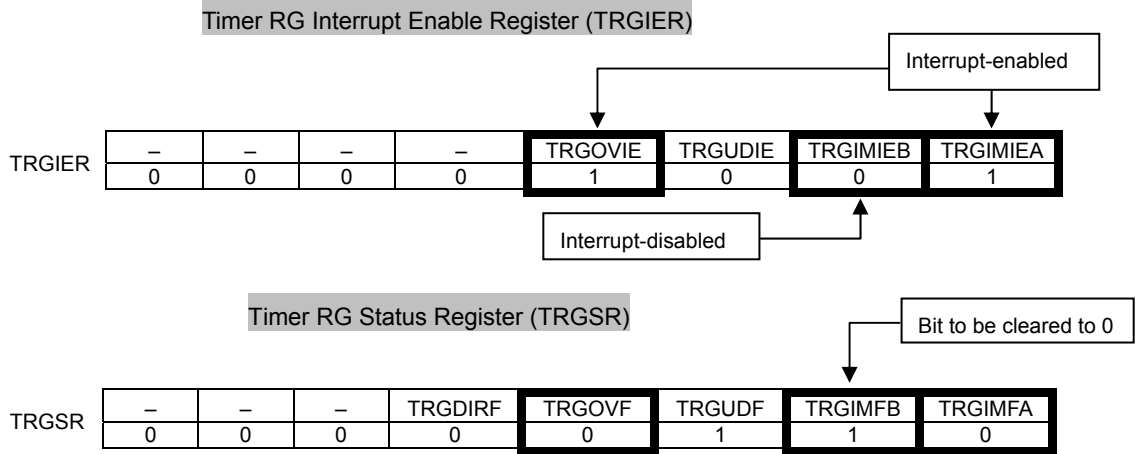 Timer RG Interrupt Enable Register (TRGIER)
Interrupt-enabled
TRGIER – – – – TRGOVIE TRGUDIE TRGIMIEB TRGIMIEA
0 0 0 0 1 0 0 1
Interrupt-disabled
Timer RG Status Register (TRGSR)
Bit to be cleared to 0
TRGSR – – – TRGDIRF TRGOVF TRGUDF TRGIMFB TRGIMFA
0 0 0 0 0 1 1 0